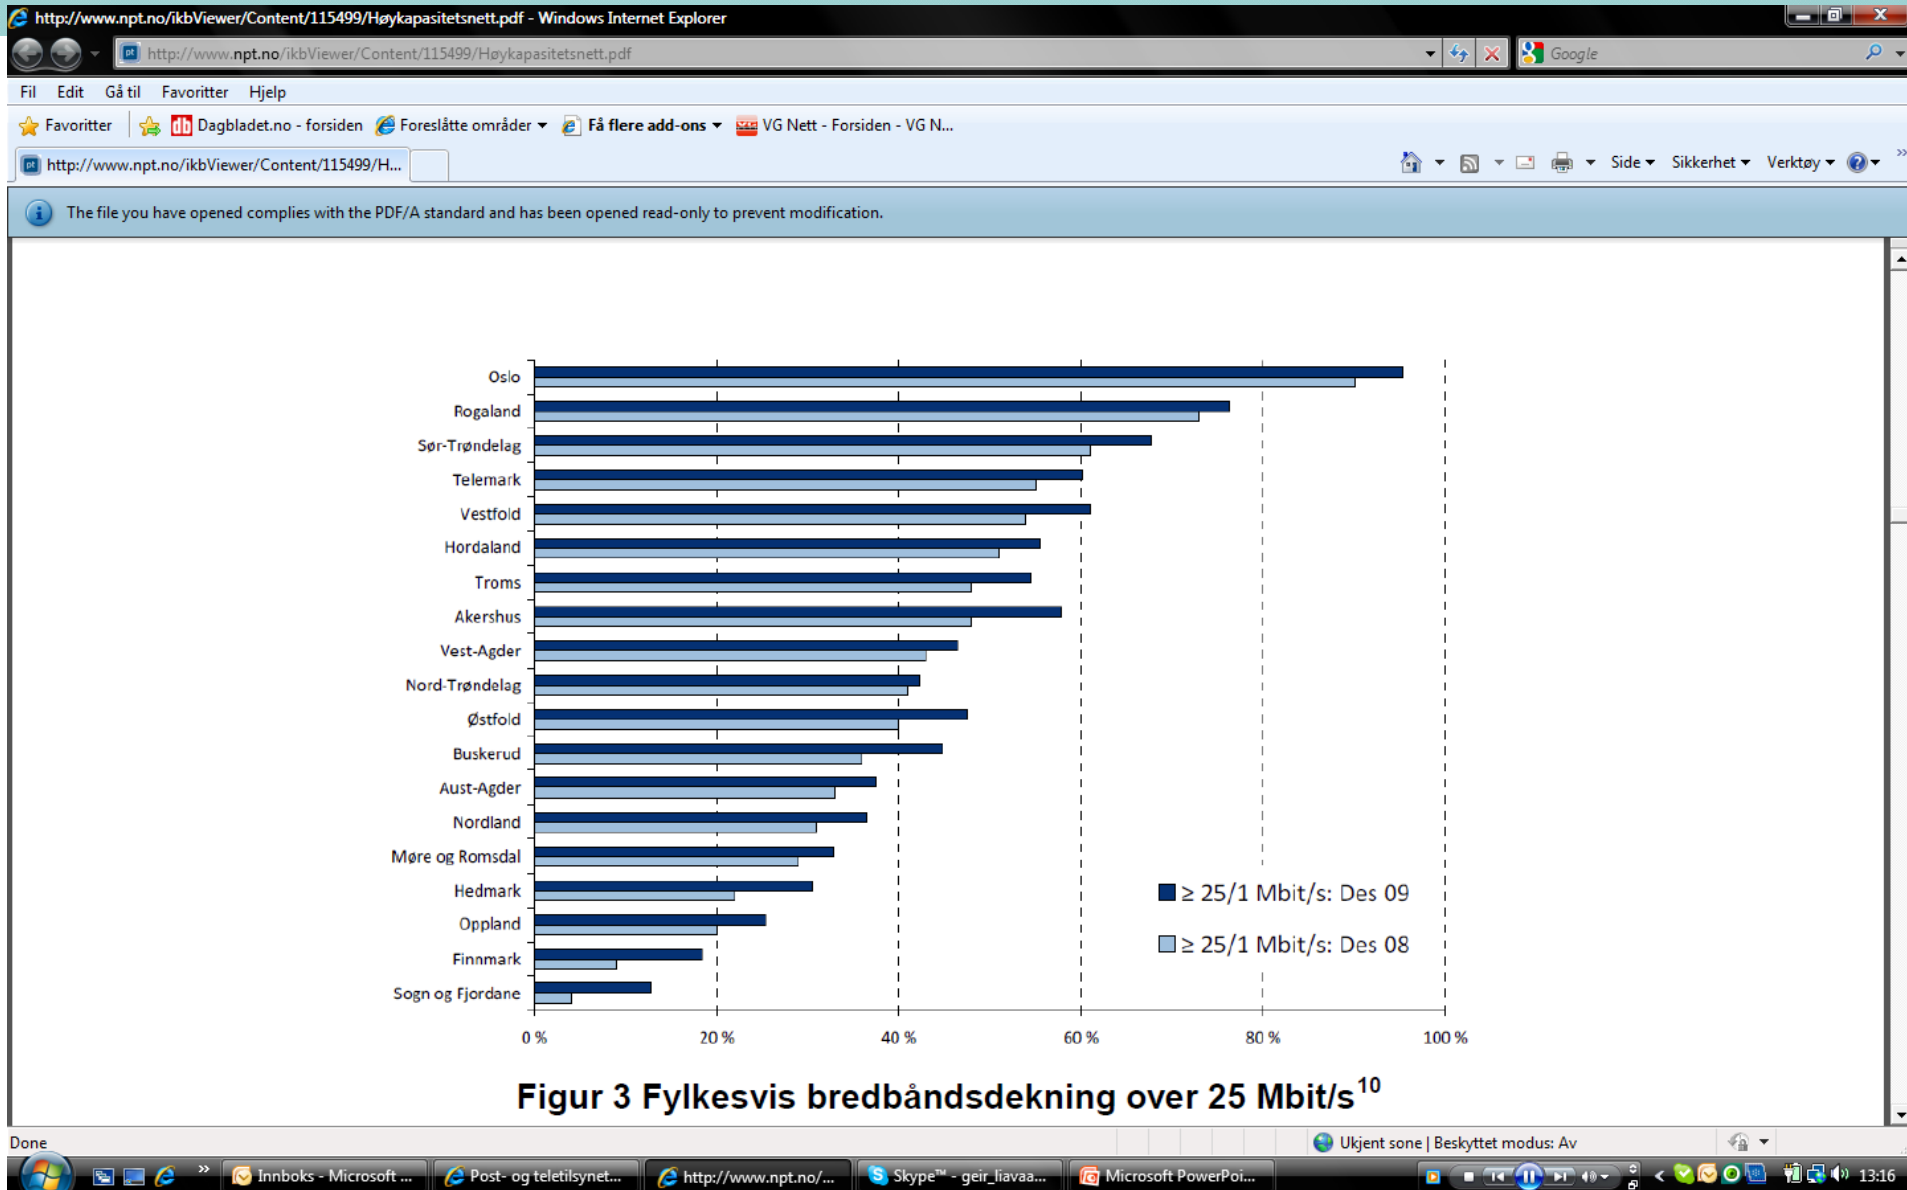 http://www.npt.no/ikbViewer/Content/115499/Høykapasitetsnett.pdf - Windows Internet Explorer
http://www.npt.no/ikbViewer/Content/115499/Høykapasitetsnett.pdf
Google
Fil Edit Gå til Favoritter Hjelp
Favoritter Dagbladet.no - forsiden Foreslåtte områder Få flere add-ons VG Nett - Forsiden - VG N...
http://www.npt.no/ikbViewer/Content/115499/H... Side Sikkerhet Verktøy
The file you have opened complies with the PDF/A standard and has been opened read-only to prevent modification.
Oslo
Rogaland
Sør-Trøndelag
Telemark
Vestfold
Hordaland
Troms
Akershus
Vest-Agder
Nord-Trøndelag
Østfold
Buskerud
Aust-Agder
Nordland
Møre og Romsdal
Hedmark
Oppland
Finnmark
Sogn og Fjordane
≥ 25/1 Mbit/s: Des 09
≥ 25/1 Mbit/s: Des 08
0 % 20 % 40 % 60 % 80 % 100 %
Figur 3 Fylkesvis bredbåndsdekning over 25 Mbit/s10
Done Ukjent sone | Beskyttet modus: Av
Innboks - Microsoft ... Post- og teletilsynet... http://www.npt.no/... Skype™ - geir_liavaa... Microsoft PowerPoi... 13:16